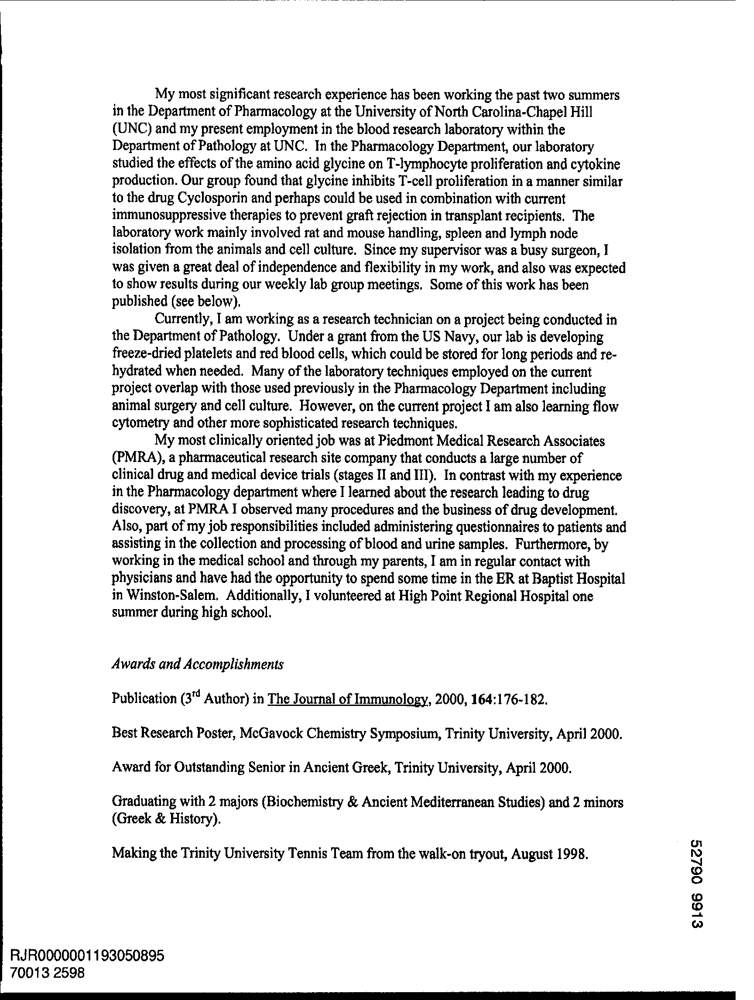 My most significant research experience has been working the past two summers
in the Department of Pharmacology at the University of North Carolina-Chapel Hill
(UNC) and my present employment in the blood research laboratory within the
Department of Pathology at UNC. In the Pharmacology Department, our laboratory
studied the effects of the amino acid glycine on T-lymphocyte proliferation and cytokine
production. Our group found that glycine inhibits T-cell proliferation in a manner similar
to the drug Cyclosporin and perhaps could be used in combination with current
immunosuppressive therapies to prevent graft rejection in transplant recipients. The
laboratory work mainly involved rat and mouse handling, spleen and lymph node
isolation from the animals and cell culture. Since my supervisor was a busy surgeon, I
was given a great deal of independence and flexibility in my work, and also was expected
to show results during our weekly lab group meetings. Some of this work has been
published (see below).
Currently, I am working as a research technician on a project being conducted in
the Department of Pathology. Under a grant from the US Navy, our lab is developing
freeze-dried platelets and red blood cells, which could be stored for long periods and re-
hydrated when needed. Many of the laboratory techniques employed on the current
project overlap with those used previously in the Pharmacology Department including
animal surgery and cell culture. However, on the current project I am also learning flow
cytometry and other more sophisticated research techniques.
My most clinically oriented job was at Piedmont Medical Research Associates
(PMRA), a pharmaceutical research site company that conducts a large number of
clinical drug and medical device trials (stages II and III). In contrast with my experience
in the Pharmacology department where I learned about the research leading to drug
discovery, at PMRA I observed many procedures and the business of drug development.
Also, part of my job responsibilities included administering questionnaires to patients and
assisting in the collection and processing of blood and urine samples. Furthermore, by
working in the medical school and through my parents, I am in regular contact with
physicians and have had the opportunity to spend some time in the ER at Baptist Hospital
in Winston-Salem. Additionally, I volunteered at High Point Regional Hospital one
summer during high school.
Awards and Accomplishments
Publication (3rd Author) in The Journal of Immunology, 2000, 164:176-182.
Best Research Poster, McGavock Chemistry Symposium, Trinity University, April 2000.
Award for Outstanding Senior in Ancient Greek, Trinity University, April 2000.
Graduating with 2 majors (Biochemistry & Ancient Mediterranean Studies) and 2 minors
(Greek & History).
Making the Trinity University Tennis Team from the walk-on tryout, August 1998.
52790 9913
RJR0000001193050895
70013 2598